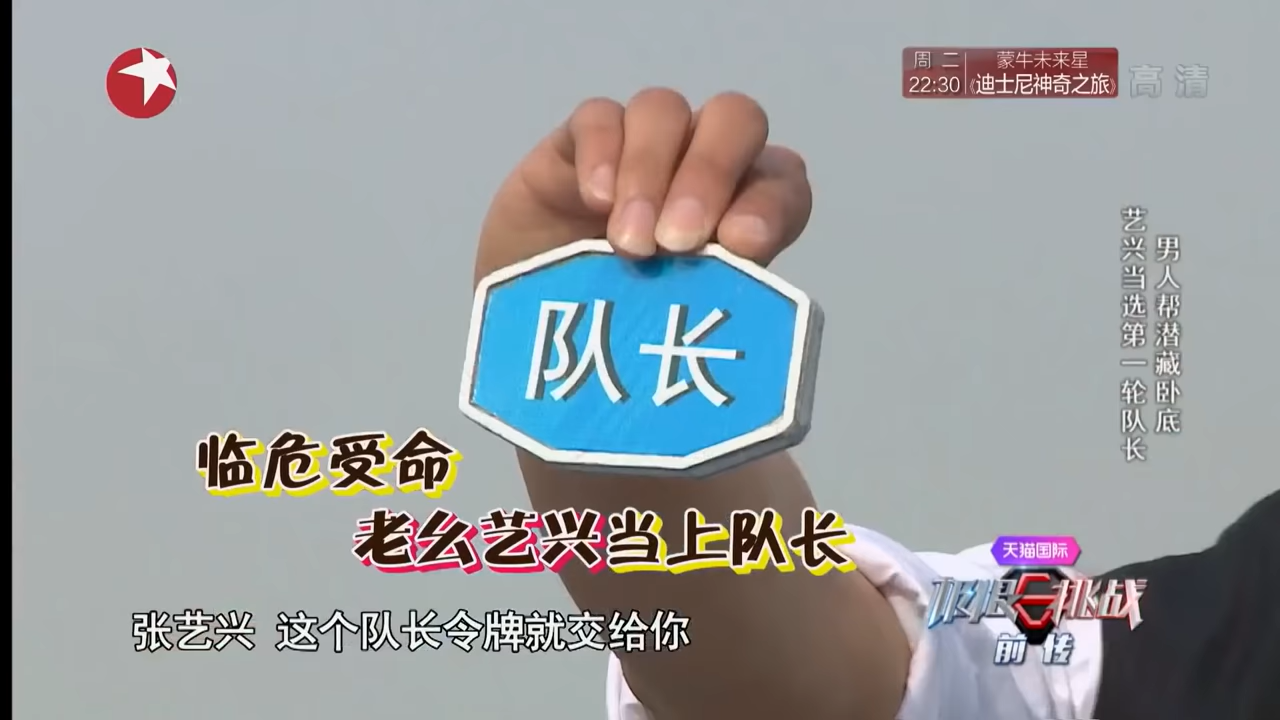 周二 蒙牛未来星
22:30 《迪士尼神奇之旅》
高清
男人帮潜藏卧底
艺兴当选第一轮队长
队长
临危受命
老幺艺兴当上队长
天猫国际
极限挑战
前传
张艺兴 这个队长令牌就交给你